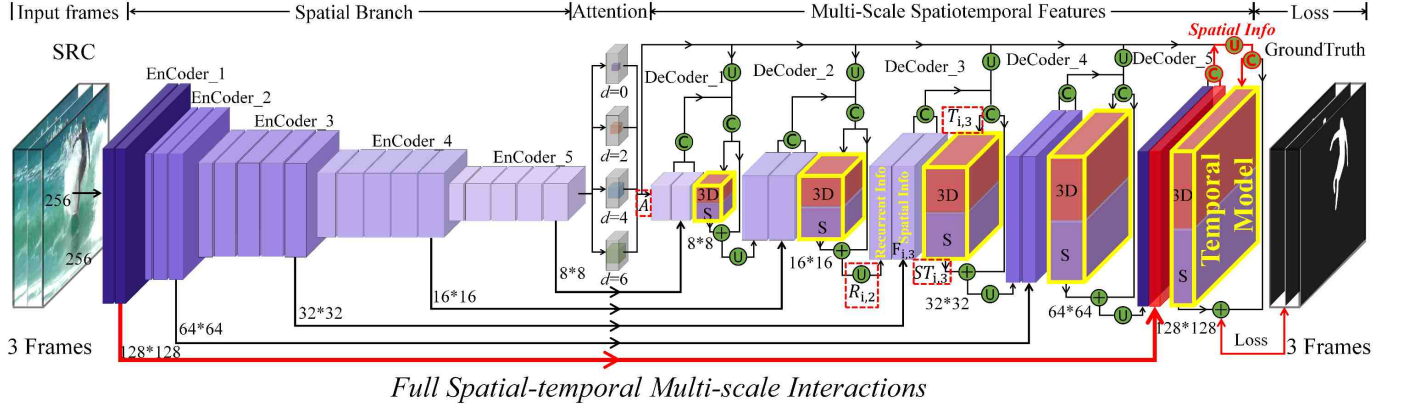 Input frames
Spatial Branch
Attention
Multi-Scale Spatiotemporal Features
Loss
SRC
EnCoder_1
EnCoder_2
EnCoder_3
EnCoder_4
EnCoder_5
d=0
d=2
d=4
d=6
A
DeCoder_1
DeCoder_2
DeCoder_3
DeCoder_4
DeCoder_5
Spatial Info
GroundTruth
U
U
U
U
U
C
C
C
C
C
C
C
C
T i,3
256
256
3D
S
3D
S
Recurrent Info
Spatial Info
F i,3
3D
S
3D
S
3D
S
Temporal
Model
+
U
+
U
+
U
+
U
+
R i,2
ST i,3
8*8
16*16
32*32
64*64
128*128
8*8
16*16
32*32
64*64
128*128
Loss
3 Frames
3 Frames
Full Spatial-temporal Multi-scale Interactions